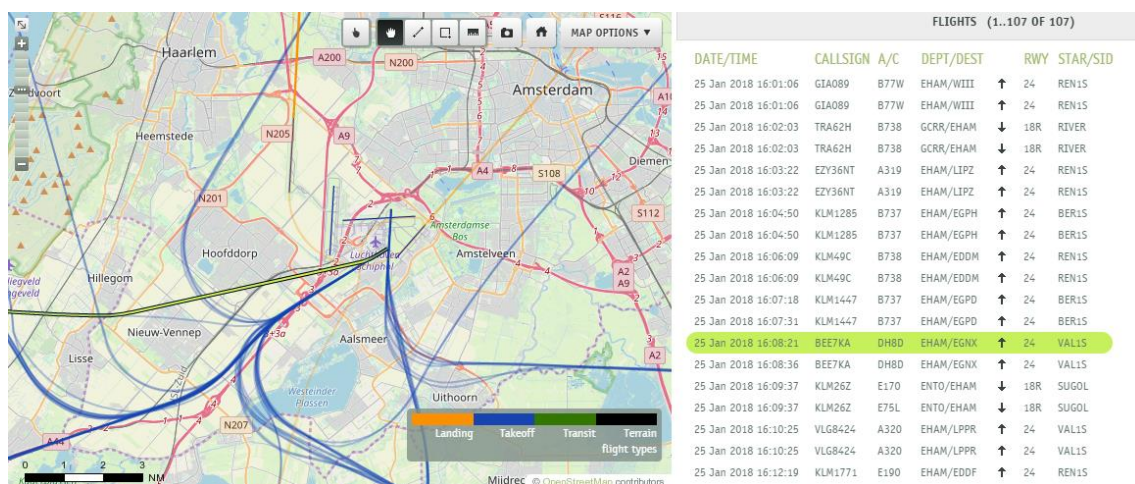 MAP OPTIONS ▼
Haarlem
A200
N200
S116
15
A10
Amsterdam
Heemstede
N205
A9
13
Diemen
A4
8
S108
10
N201
S112
Amsterdamse
Bos
Hoofddorp
Luchthaven
Schiphol
Amstelveen
A2
A9
Hillegom
Nieuw-Vennep
Aalsmeer
3+3a
Lisse
A2
Westeinder
Plassen
Uithoorn
N207
A44
Landing Takeoff Transit Terrain
flight types
0 1 2 3
NM
Mijdrec © OpenStreetMap contributors
FLIGHTS (1..107 OF 107)
DATE/TIME CALLSIGN A/C DEPT/DEST RWY STAR/SID
25 Jan 2018 16:01:06 GIA089 B77W EHAM/WIII ↑ 24 REN1S
25 Jan 2018 16:01:06 GIA089 B77W EHAM/WIII ↑ 24 REN1S
25 Jan 2018 16:02:03 TRA62H B738 GCRR/EHAM ↓ 18R RIVER
25 Jan 2018 16:02:03 TRA62H B738 GCRR/EHAM ↓ 18R RIVER
25 Jan 2018 16:03:22 EZY36NT A319 EHAM/LIPZ ↑ 24 REN1S
25 Jan 2018 16:03:22 EZY36NT A319 EHAM/LIPZ ↑ 24 REN1S
25 Jan 2018 16:04:50 KLM1285 B737 EHAM/EGPH ↑ 24 BER1S
25 Jan 2018 16:04:50 KLM1285 B737 EHAM/EGPH ↑ 24 BER1S
25 Jan 2018 16:06:09 KLM49C B738 EHAM/EDDM ↑ 24 REN1S
25 Jan 2018 16:06:09 KLM49C B738 EHAM/EDDM ↑ 24 REN1S
25 Jan 2018 16:07:18 KLM1447 B737 EHAM/EGPD ↑ 24 BER1S
25 Jan 2018 16:07:31 KLM1447 B737 EHAM/EGPD ↑ 24 BER1S
25 Jan 2018 16:08:21 BEE7KA DH8D EHAM/EGNX ↑ 24 VAL1S
25 Jan 2018 16:08:36 BEE7KA DH8D EHAM/EGNX ↑ 24 VAL1S
25 Jan 2018 16:09:37 KLM26Z E170 ENTO/EHAM ↓ 18R SUGOL
25 Jan 2018 16:09:37 KLM26Z E75L ENTO/EHAM ↓ 18R SUGOL
25 Jan 2018 16:10:25 VLG8424 A320 EHAM/LPPR ↑ 24 VAL1S
25 Jan 2018 16:10:25 VLG8424 A320 EHAM/LPPR ↑ 24 VAL1S
25 Jan 2018 16:12:19 KLM1771 E190 EHAM/EDDF ↑ 24 REN1S